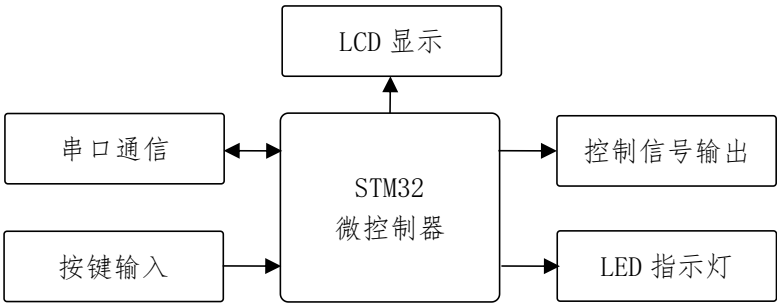 LCD 显示
串口通信
STM32
微控制器
控制信号输出
按键输入
LED 指示灯